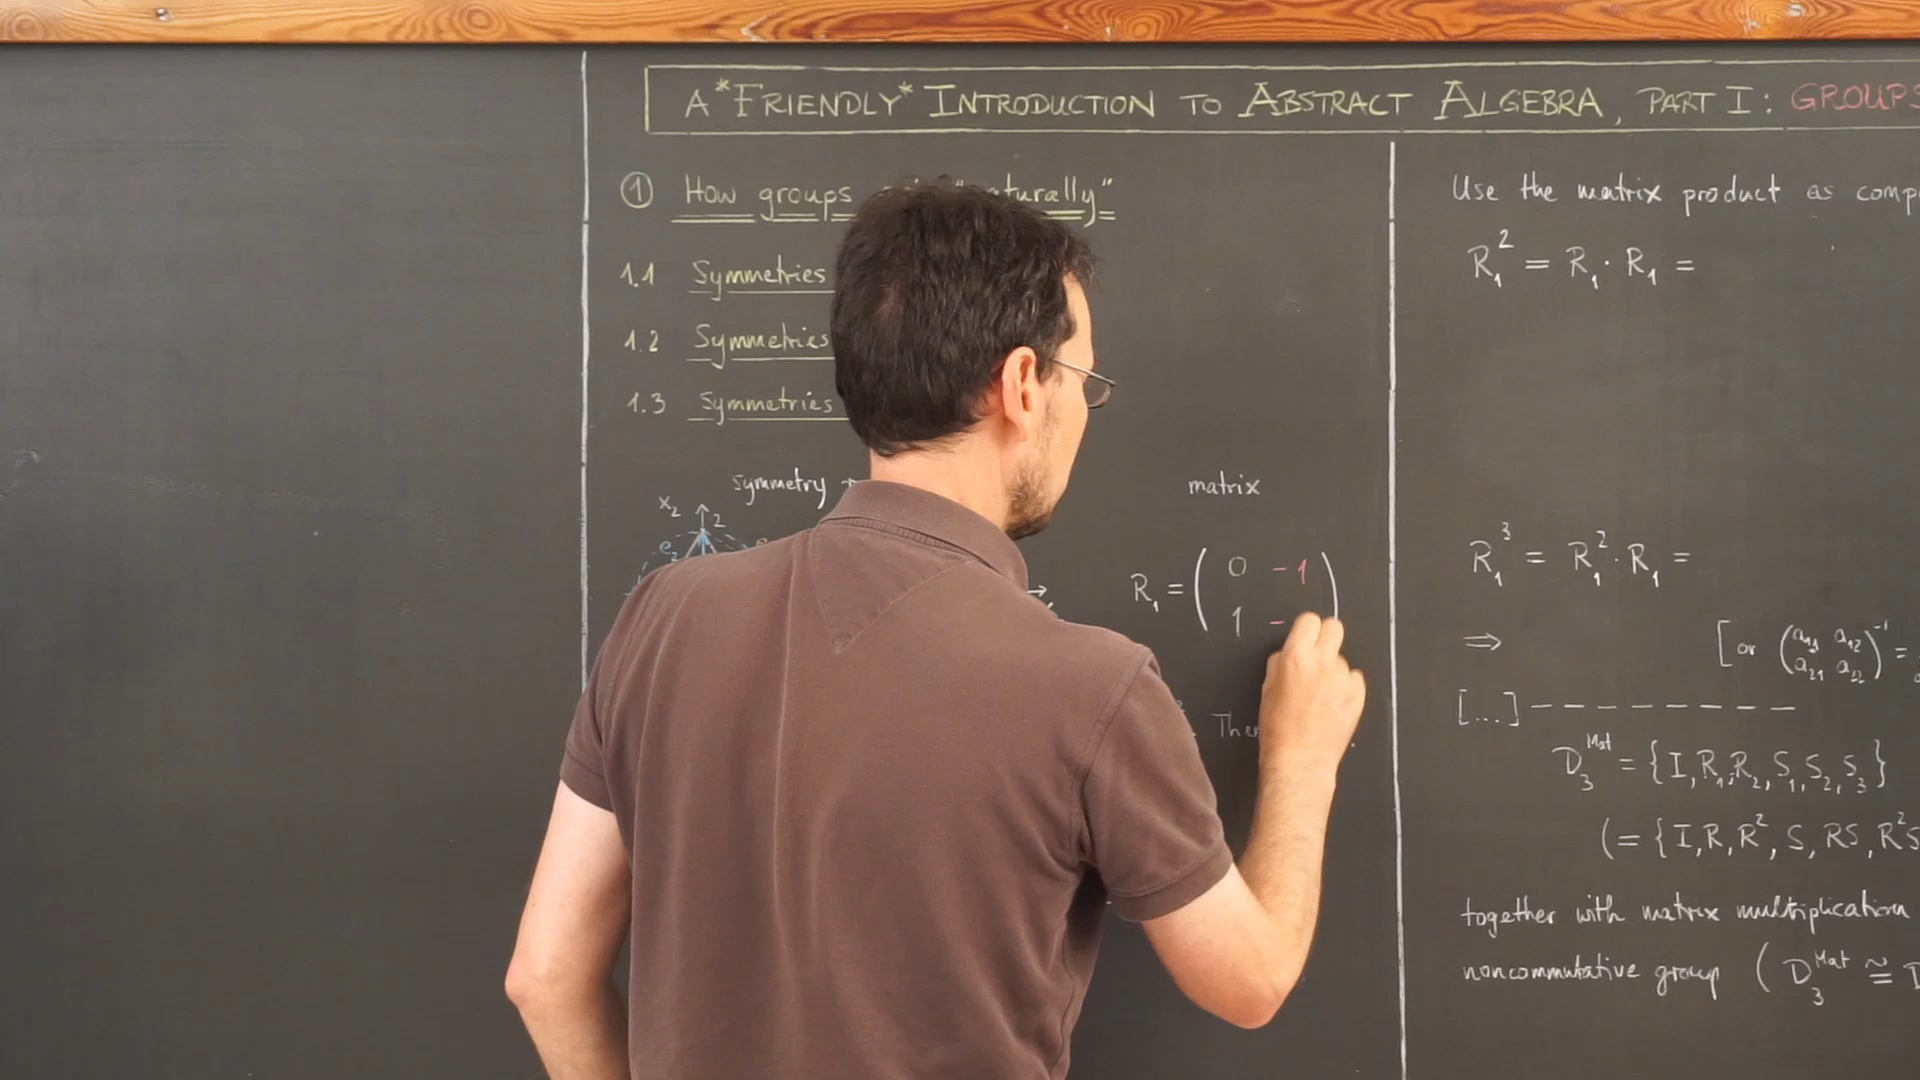 A *FRIENDLY* INTRODUCTION TO ABSTRACT ALGEBRA, PART I: GROUPS
① How groups "naturally"
1.1 Symmetries
1.2 Symmetries
1.3 Symmetries
symmetry
matrix
x₂ 2
e₂
R₁ = ( 0 -1
1 -
Use the matrix product as
R₁² = R₁ · R₁ =
R₁³ = R₁² · R₁ =
⇒ [or (a₁₁ a₁₂
a₂₁ a₂₂)⁻¹ =
[...] - - - - - - - - -
D₃^Mat = {I, R₁, R₂, S₁, S₂, S₃}
(= {I, R, R², S, RS, R²S
together with matrix multiplication
noncommutative group ( D₃^Mat ≅